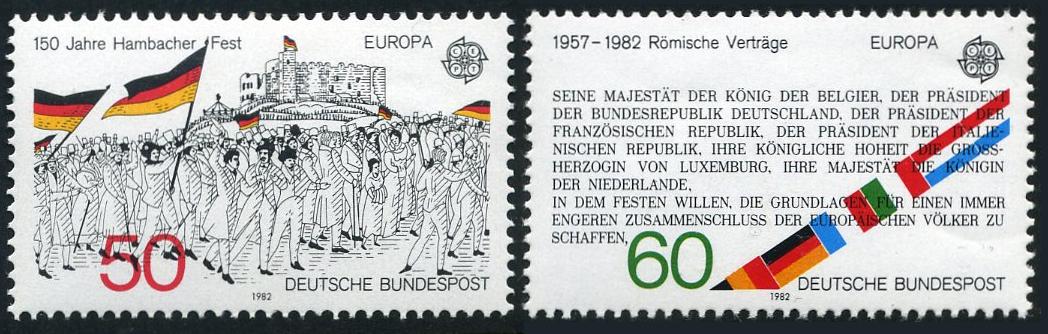 150 Jahre Hambacher Fest EUROPA
CEPT
50
DEUTSCHE BUNDESPOST
1982
1957–1982 Römische Verträge EUROPA
CEPT
SEINE MAJESTÄT DER KÖNIG DER BELGIER, DER PRÄSIDENT
DER BUNDESREPUBLIK DEUTSCHLAND, DER PRÄSIDENT DER
FRANZÖSISCHEN REPUBLIK, DER PRÄSIDENT DER ITALIE-
NISCHEN REPUBLIK, IHRE KÖNIGLICHE HOHEIT DIE GROSS-
HERZOGIN VON LUXEMBURG, IHRE MAJESTÄT DIE KÖNIGIN
DER NIEDERLANDE,
IN DEM FESTEN WILLEN, DIE GRUNDLAGEN FÜR EINEN IMMER
ENGEREN ZUSAMMENSCHLUSS DER EUROPÄISCHEN VÖLKER ZU
SCHAFFEN,
60
DEUTSCHE BUNDESPOST
1982